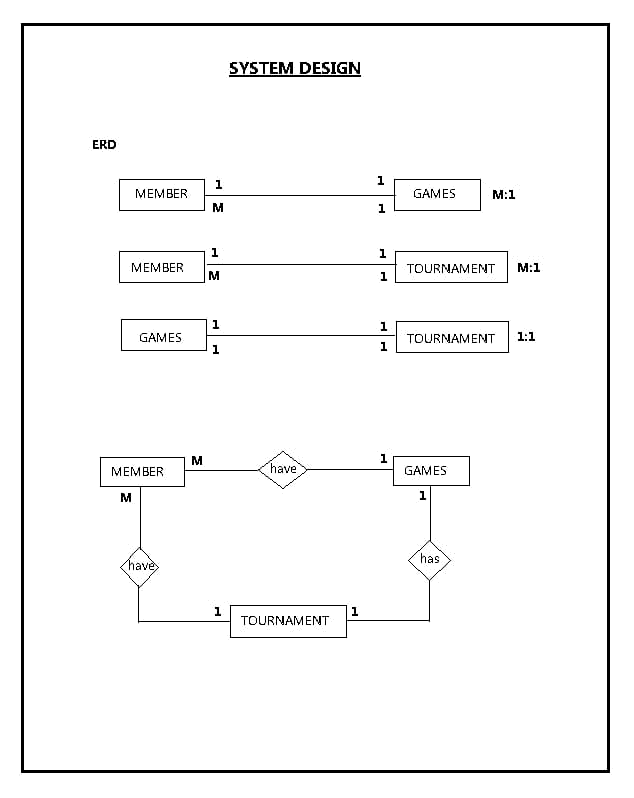 SYSTEM DESIGN
ERD
MEMBER 1 1 GAMES M:1
M 1
MEMBER 1 1 TOURNAMENT M:1
M 1
GAMES 1 1 TOURNAMENT 1:1
1 1
MEMBER M have 1 GAMES
M 1
have has
1 TOURNAMENT 1